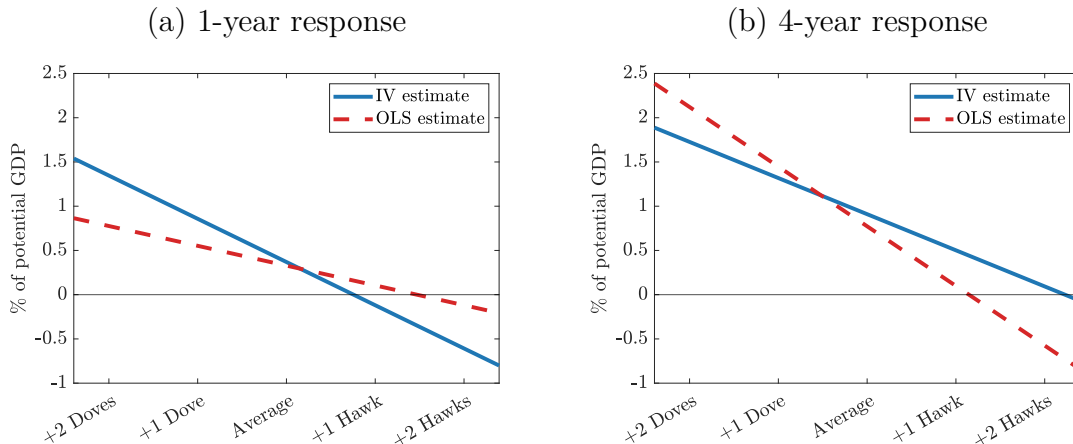 (a) 1-year response
% of potential GDP
2.5
2
1.5
1
0.5
0
-0.5
-1
IV estimate
OLS estimate
+2 Doves
+1 Dove
Average
+1 Hawk
+2 Hawks
(b) 4-year response
% of potential GDP
2.5
2
1.5
1
0.5
0
-0.5
-1
IV estimate
OLS estimate
+2 Doves
+1 Dove
Average
+1 Hawk
+2 Hawks